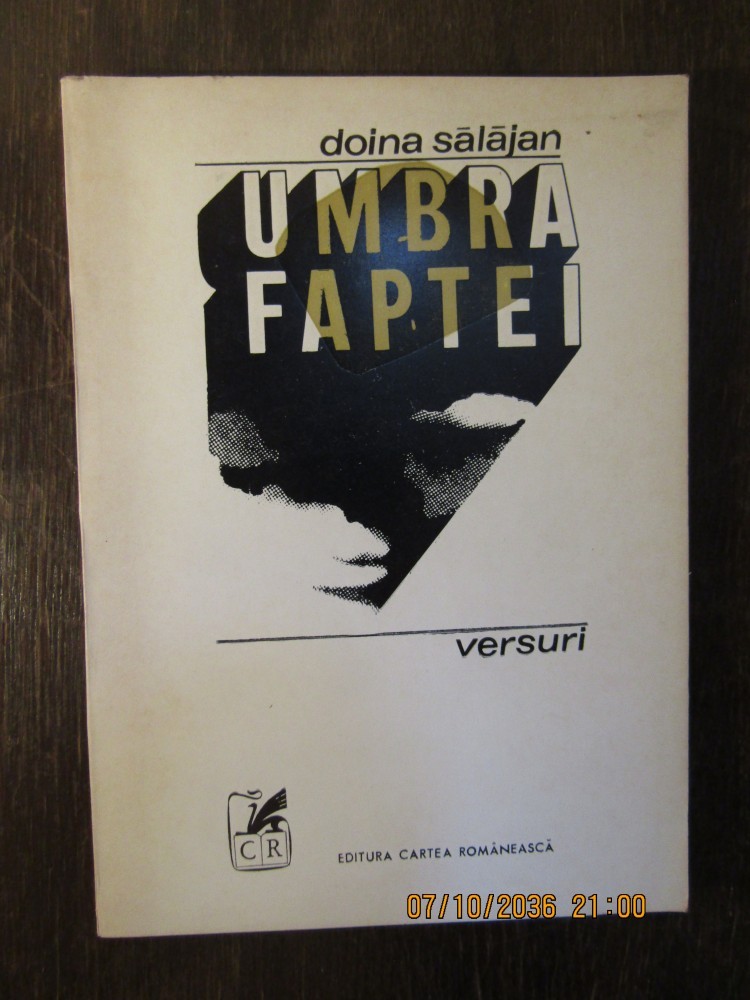 doina sălăjan
UMBRA
FAPTEI
versuri
CR
EDITURA CARTEA ROMÂNEASCĂ
07/10/2036 21:00